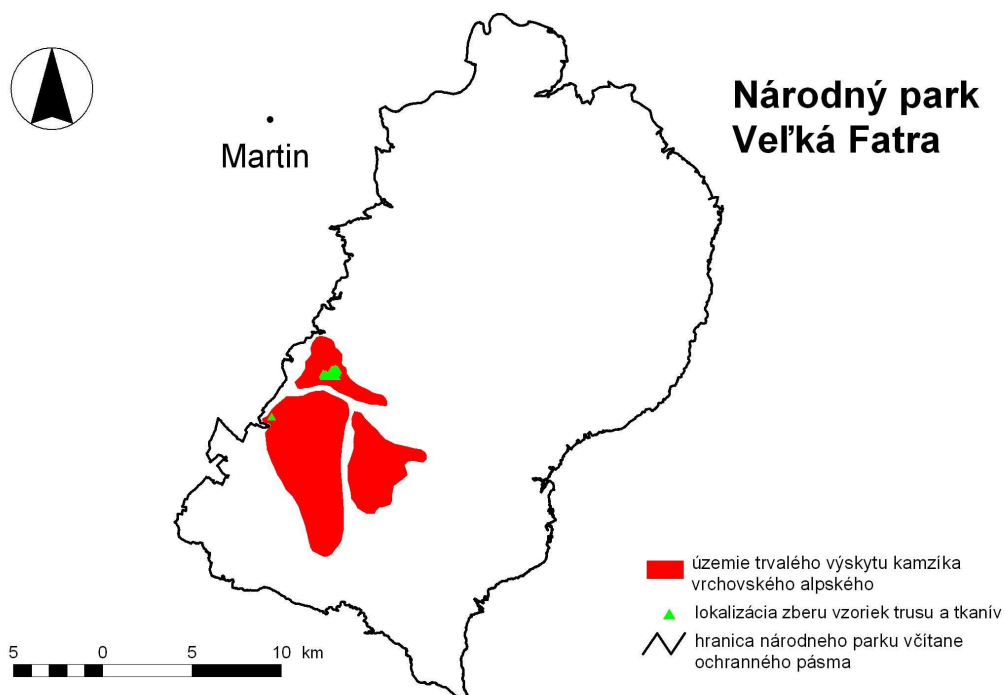 Národný park
Veľká Fatra
Martin
územie trvalého výskytu kamzíka
vrchovského alpského
lokalizácia zberu vzoriek trusu a tkanív
hranica národneho parku včítane
ochranného pásma
5 0 5 10 km